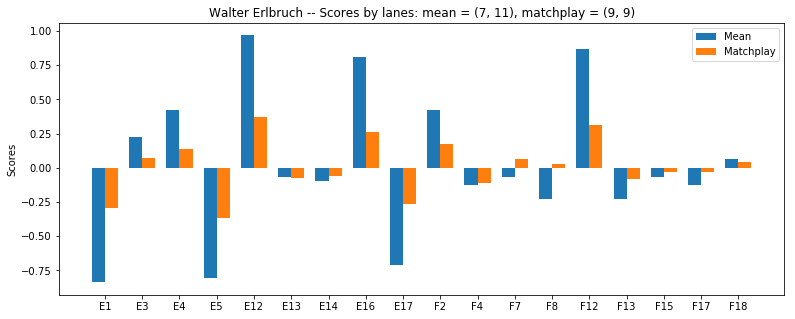 Walter Erlbruch -- Scores by lanes: mean = (7, 11), matchplay = (9, 9)
Mean
Matchplay
Scores
1.00
0.75
0.50
0.25
0.00
−0.25
−0.50
−0.75
E1 E3 E4 E5 E12 E13 E14 E16 E17 F2 F4 F7 F8 F12 F13 F15 F17 F18